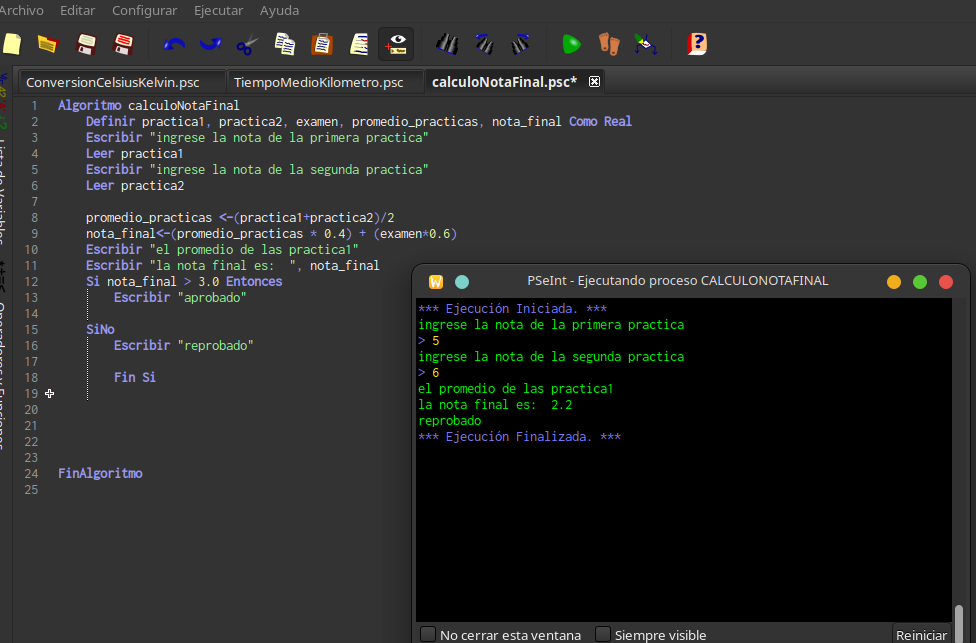 Archivo Editar Configurar Ejecutar Ayuda
ConversionCelsiusKelvin.psc TiempoMedioKilometro.psc calculoNotaFinal.psc*
1 Algoritmo calculoNotaFinal
2 Definir practica1, practica2, examen, promedio_practicas, nota_final Como Real
3 Escribir "ingrese la nota de la primera practica"
4 Leer practica1
5 Escribir "ingrese la nota de la segunda practica"
6 Leer practica2
7
8 promedio_practicas <-(practica1+practica2)/2
9 nota_final<-(promedio_practicas * 0.4) + (examen*0.6)
10 Escribir "el promedio de las practica1"
11 Escribir "la nota final es:  ", nota_final
12 Si nota_final > 3.0 Entonces
13 Escribir "aprobado"
14
15 SiNo
16 Escribir "reprobado"
17
18 Fin Si
19
20
21
22
23
24 FinAlgoritmo
25
Lista de Variables
Operadores y Funciones
PSeInt - Ejecutando proceso CALCULONOTAFINAL
*** Ejecución Iniciada. ***
ingrese la nota de la primera practica
> 5
ingrese la nota de la segunda practica
> 6
el promedio de las practica1
la nota final es:  2.2
reprobado
*** Ejecución Finalizada. ***
No cerrar esta ventana Siempre visible Reiniciar